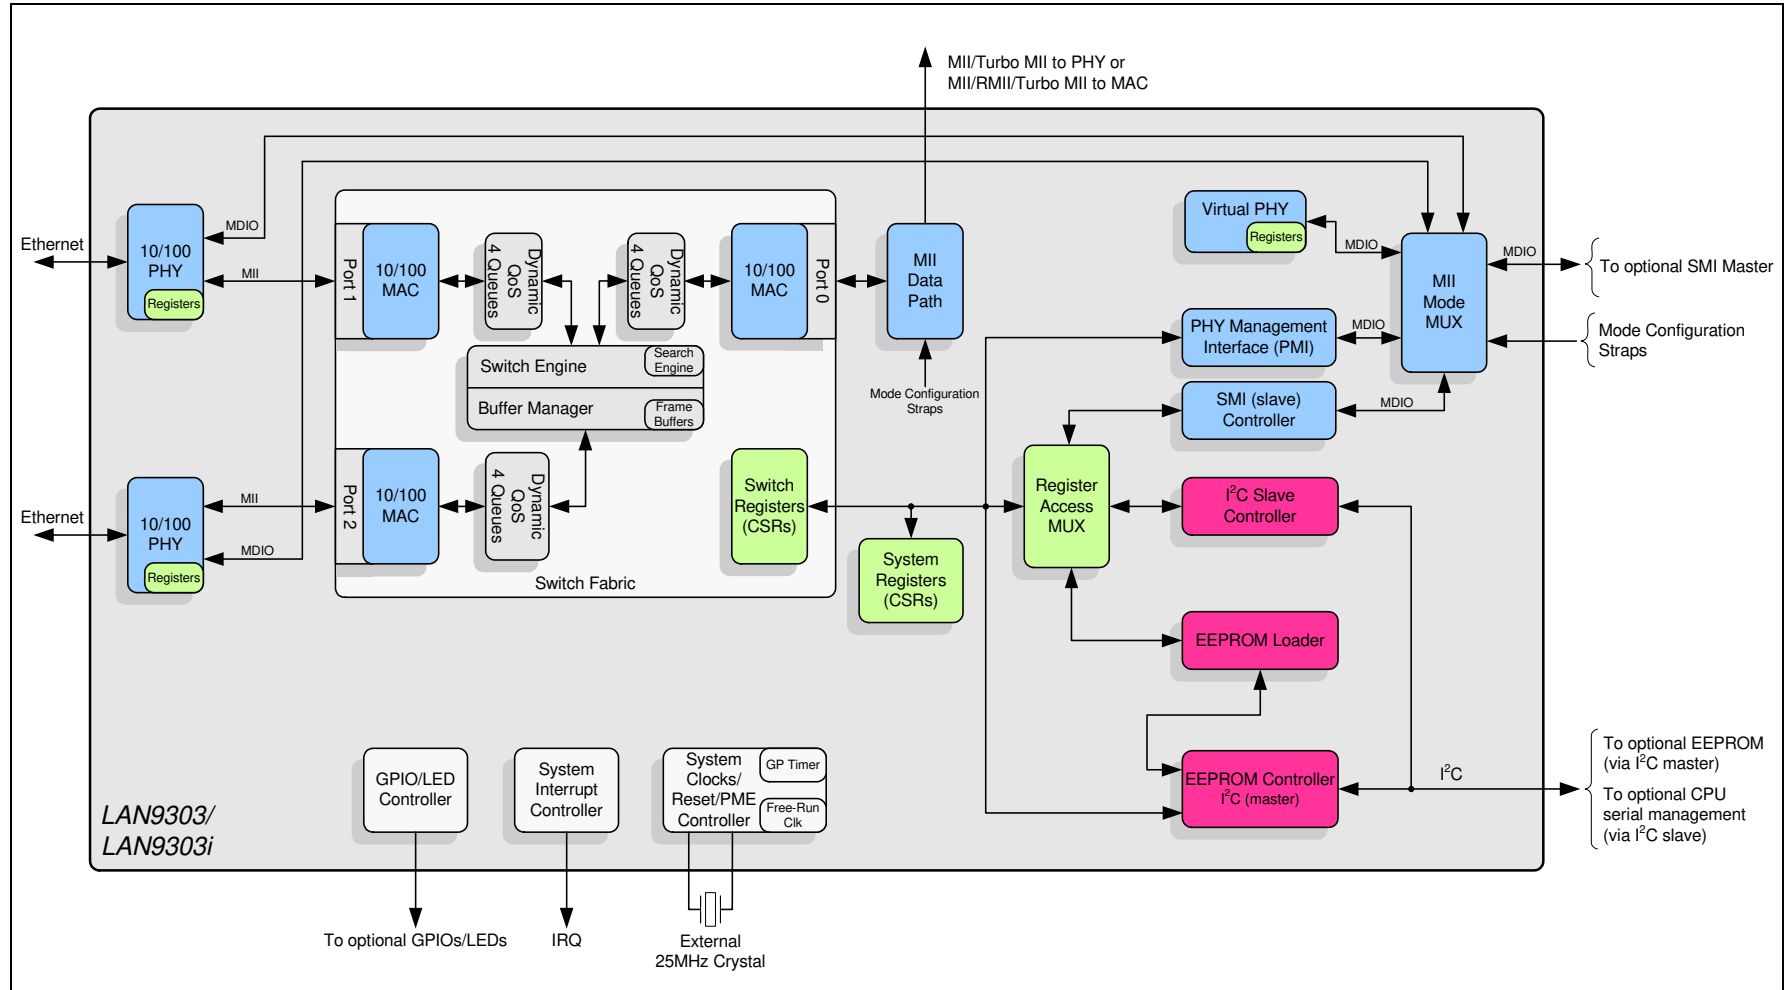 MII/Turbo MII to PHY or
MII/RMII/Turbo MII to MAC
Ethernet
10/100
PHY
Registers
MDIO
MII
Port 1
10/100
MAC
Dynamic
QoS
4 Queues
Dynamic
QoS
4 Queues
10/100
MAC
Port 0
MII
Data
Path
Mode Configuration
Straps
Switch Engine
Search
Engine
Buffer Manager
Frame
Buffers
Virtual PHY
Registers
MDIO
MII
Mode
MUX
MDIO
To optional SMI Master
Mode Configuration
Straps
PHY Management
Interface (PMI)
MDIO
SMI (slave)
Controller
MDIO
Ethernet
10/100
PHY
Registers
MII
MDIO
Port 2
10/100
MAC
Dynamic
QoS
4 Queues
Switch
Registers
(CSRs)
Switch Fabric
System
Registers
(CSRs)
Register
Access
MUX
I²C Slave
Controller
EEPROM Loader
EEPROM Controller
I²C (master)
I²C
To optional EEPROM
(via I²C master)
To optional CPU
serial management
(via I²C slave)
GPIO/LED
Controller
System
Interrupt
Controller
System
Clocks/
Reset/PME
Controller
GP Timer
Free-Run
Clk
LAN9303/
LAN9303i
To optional GPIOs/LEDs
IRQ
External
25MHz Crystal